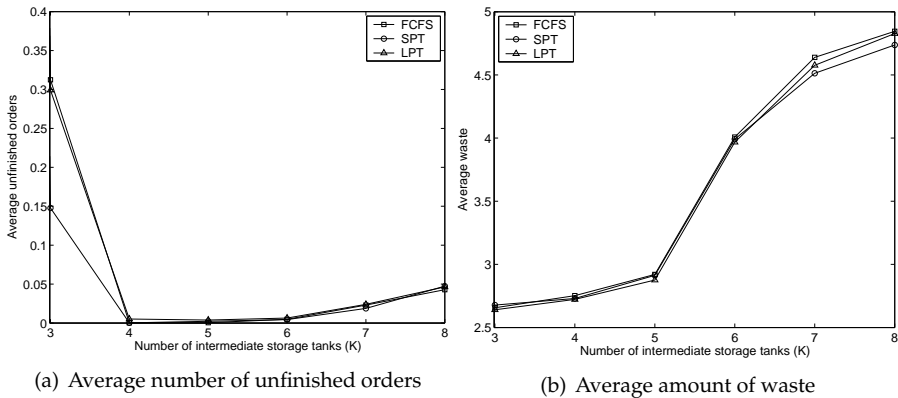 0.4
0.35
0.3
0.25
0.2
0.15
0.1
0.05
0
3 4 5 6 7 8
Average unfinished orders
Number of intermediate storage tanks (K)
FCFS
SPT
LPT
(a) Average number of unfinished orders
5
4.5
4
3.5
3
2.5
3 4 5 6 7 8
Average waste
Number of intermediate storage tanks (K)
FCFS
SPT
LPT
(b) Average amount of waste